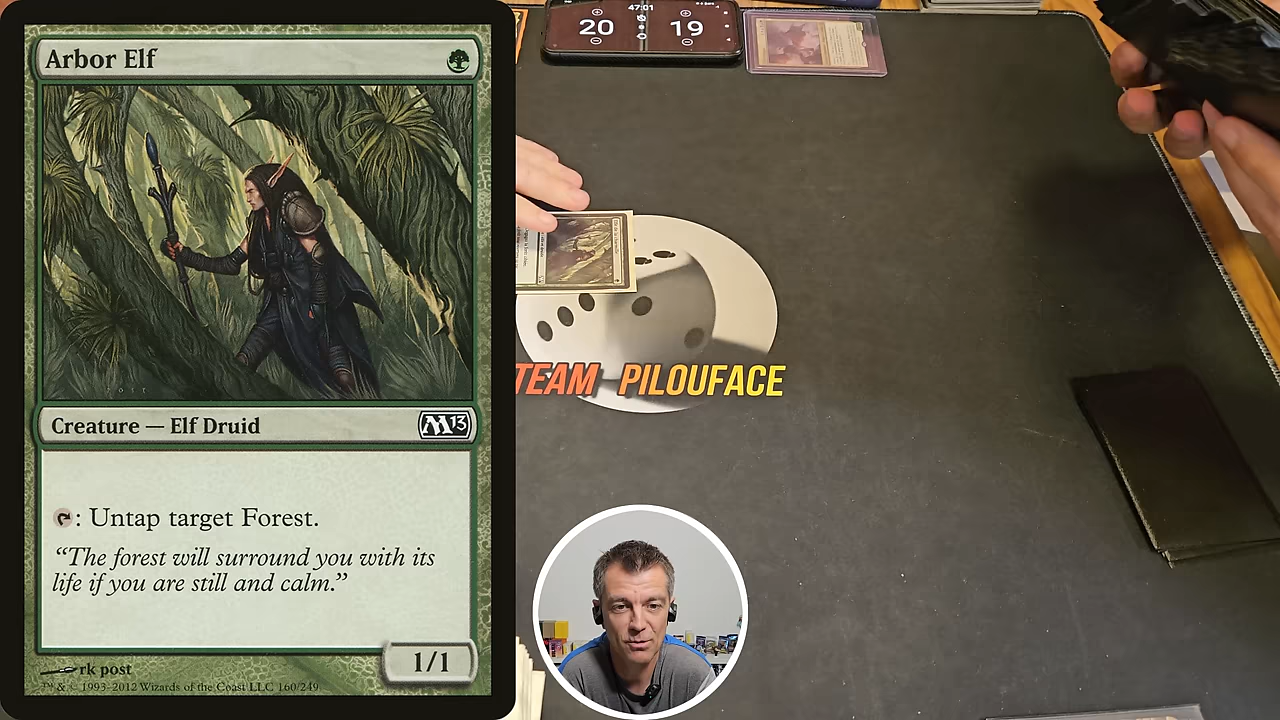 Arbor Elf
Creature — Elf Druid
M13
: Untap target Forest.
“The forest will surround you with its
life if you are still and calm.”
1/1
rk post
™ & © 1993–2012 Wizards of the Coast LLC 160/249
47:01
20
19
TEAM PILOUFACE